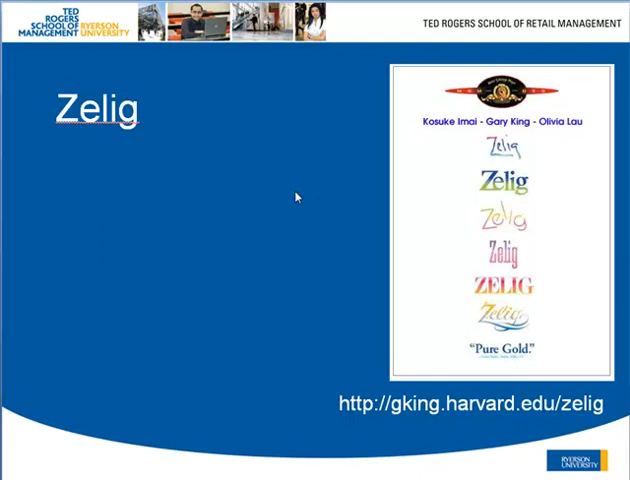 TED
ROGERS
SCHOOL OF
MANAGEMENT
RYERSON
UNIVERSITY
TED ROGERS SCHOOL OF RETAIL MANAGEMENT
Zelig
Kosuke Imai - Gary King - Olivia Lau
Zelig
Zelig
Zelig
Zelig
ZELIG
Zelig
“Pure Gold.”
http://gking.harvard.edu/zelig
RYERSON
UNIVERSITY